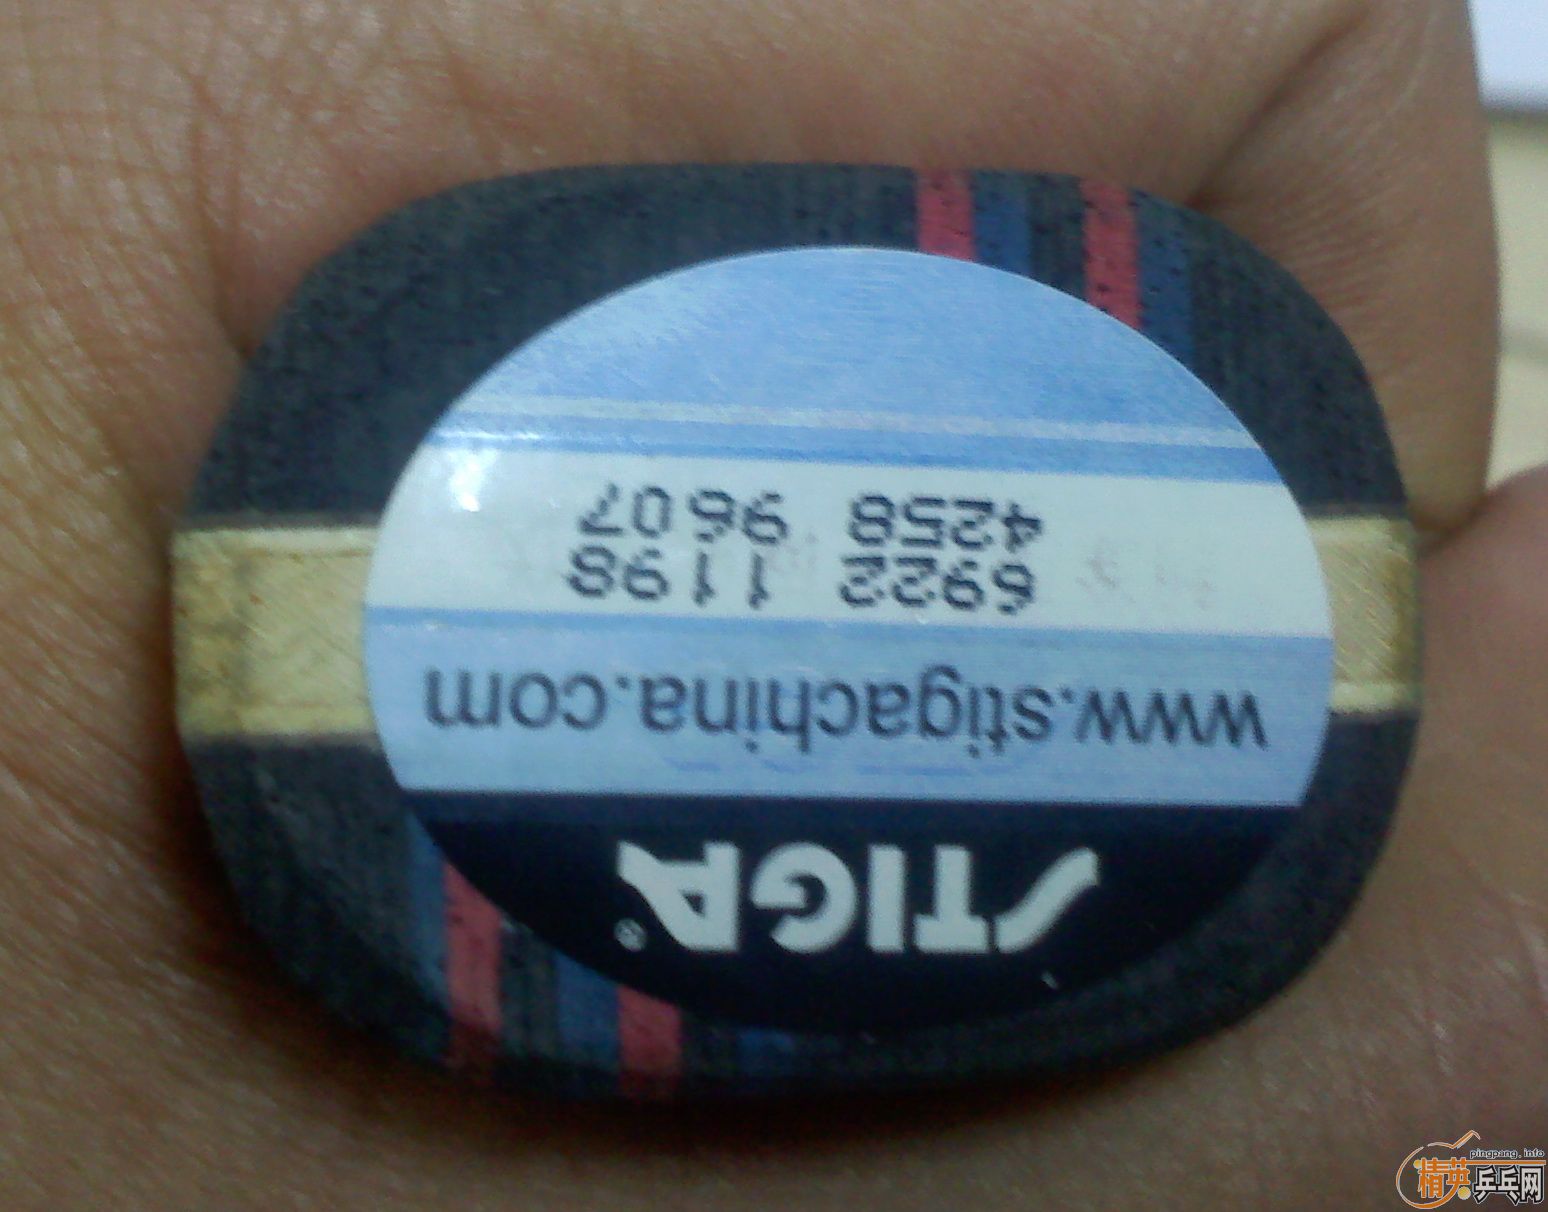 STIGA®
www.stigachina.com
6922 1198
4258 9607
pingpang.info
精英乒乓网